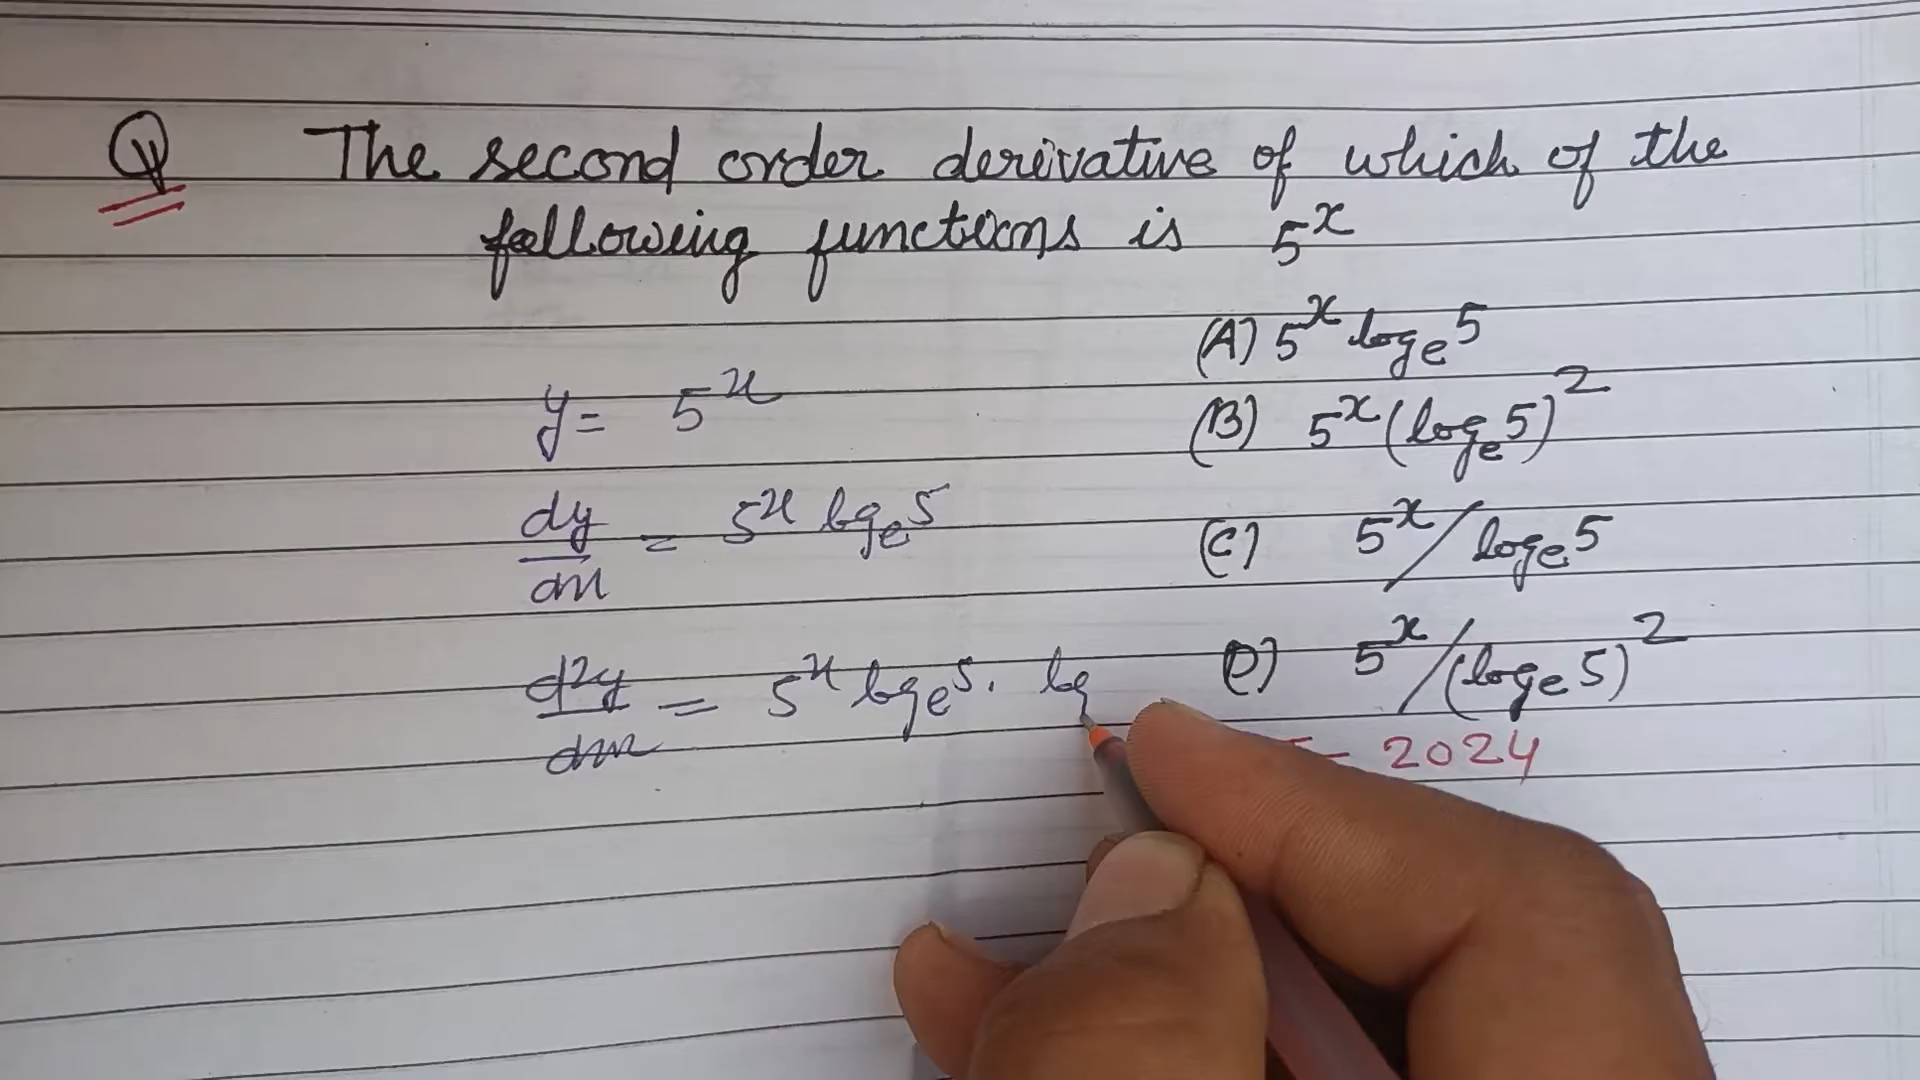 Q The second order derivative of which of the
following functions is 5^x
(A) 5^x log_e 5
y = 5^x
(B) 5^x (log_e 5)^2
dy/dx = 5^x log_e 5
(C) 5^x / log_e 5
d²y/dx = 5^x log_e 5 . log
(D) 5^x / (log_e 5)^2
- 2024